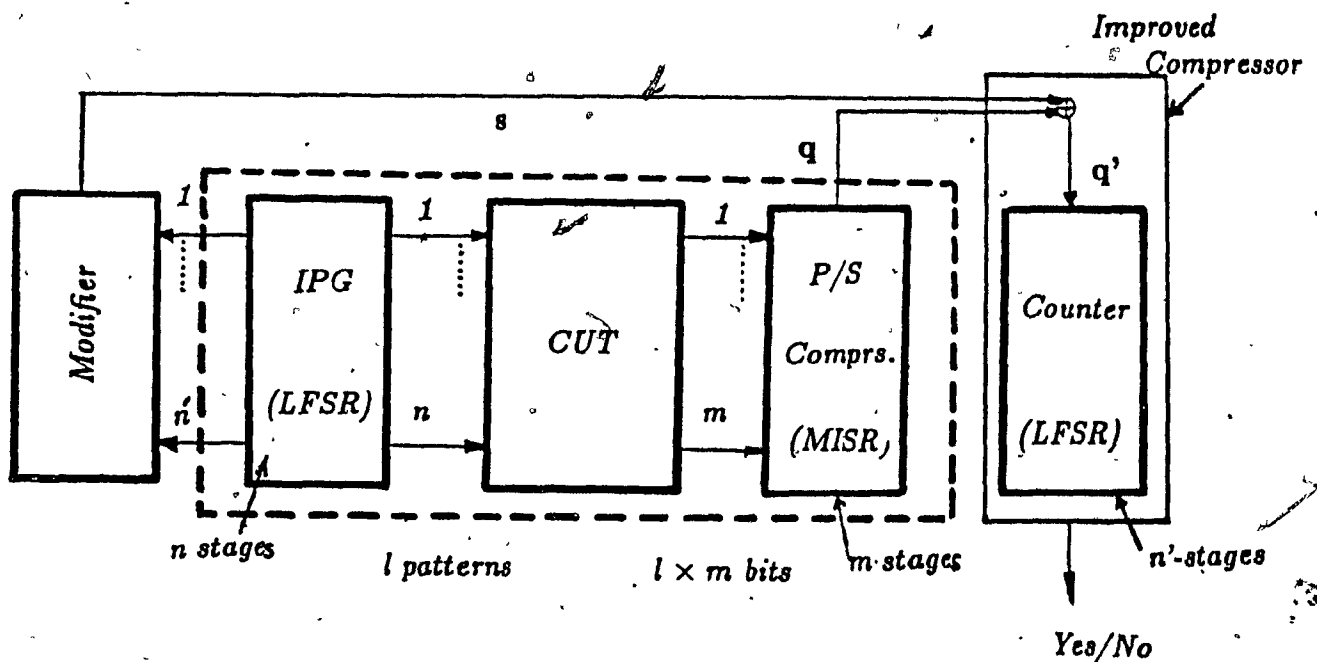 Improved
Compressor
s
q
q'
1
1
1
Modifier
IPG
(LFSR)
CUT
P/S
Comprs.
(MISR)
Counter
(LFSR)
n'
n
m
n stages
l patterns
l × m bits
m stages
n'-stages
Yes/No